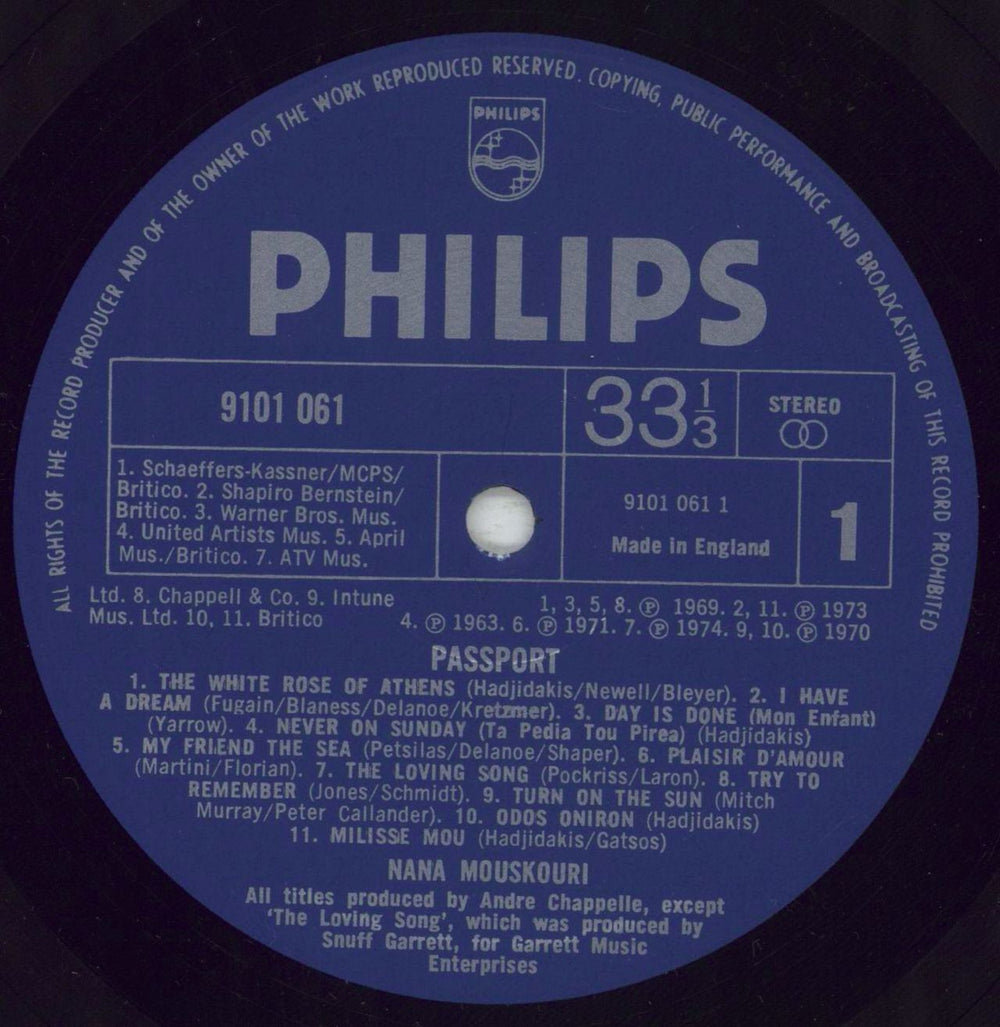 ALL RIGHTS OF THE RECORD PRODUCER AND OF THE OWNER OF THE WORK REPRODUCED RESERVED. COPYING, PUBLIC PERFORMANCE AND BROADCASTING OF THIS RECORD PROHIBITED
PHILIPS
PHILIPS
9101 061
33 1/3
STEREO
1. Schaeffers-Kassner/MCPS/
Britico. 2. Shapiro Bernstein/
Britico. 3. Warner Bros. Mus.
4. United Artists Mus. 5. April
Mus./Britico. 7. ATV Mus.
9101 061 1
Made in England
1
Ltd. 8. Chappell & Co. 9. Intune
Mus. Ltd. 10, 11. Britico
1, 3, 5, 8. Ⓟ 1969. 2, 11. Ⓟ 1973
4. Ⓟ 1963. 6. Ⓟ 1971. 7. Ⓟ 1974. 9, 10. Ⓟ 1970
PASSPORT
1. THE WHITE ROSE OF ATHENS (Hadjidakis/Newell/Bleyer). 2. I HAVE
A DREAM (Fugain/Blaness/Delanoe/Kretzmer). 3. DAY IS DONE (Mon Enfant)
(Yarrow). 4. NEVER ON SUNDAY (Ta Pedia Tou Pirea) (Hadjidakis)
5. MY FRIEND THE SEA (Petsilas/Delanoe/Shaper). 6. PLAISIR D'AMOUR
(Martini/Florian). 7. THE LOVING SONG (Pockriss/Laron). 8. TRY TO
REMEMBER (Jones/Schmidt). 9. TURN ON THE SUN (Mitch
Murray/Peter Callander). 10. ODOS ONIRON (Hadjidakis)
11. MILISSE MOU (Hadjidakis/Gatsos)
NANA MOUSKOURI
All titles produced by Andre Chappelle, except
'The Loving Song', which was produced by
Snuff Garrett, for Garrett Music
Enterprises